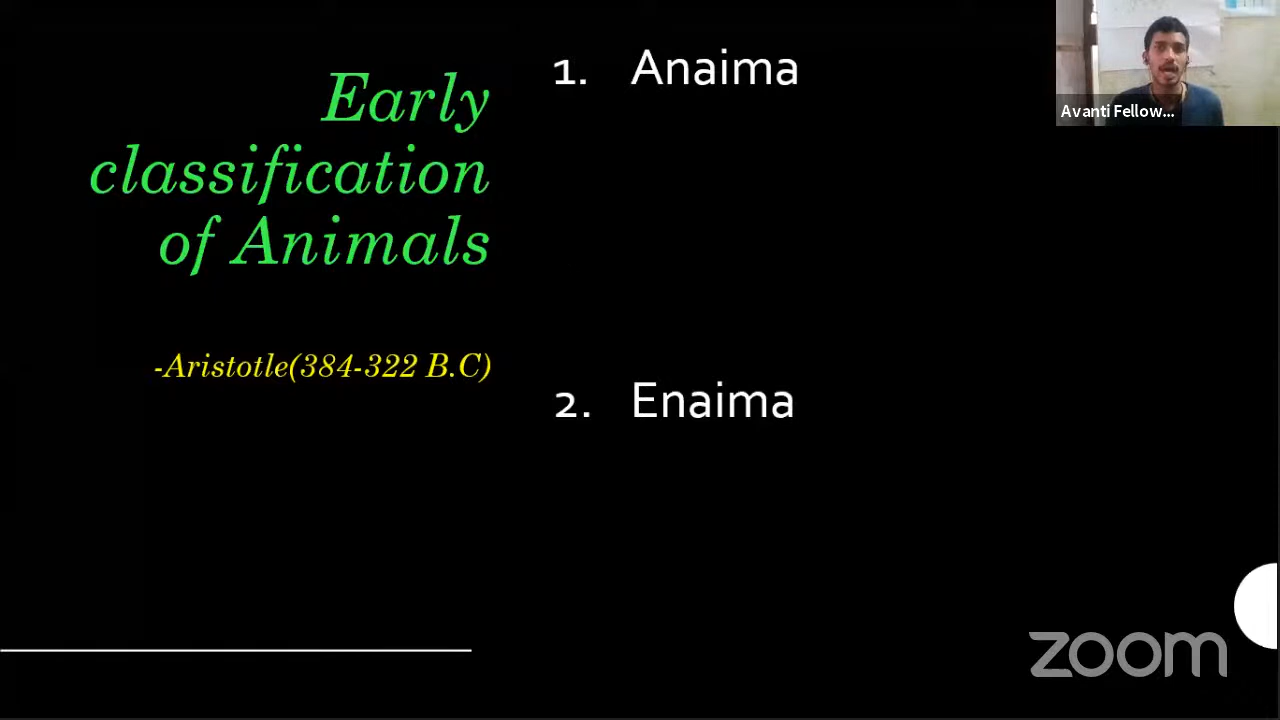 Early
classification
of Animals
-Aristotle(384-322 B.C)
1. Anaima
2. Enaima
Avanti Fellow...
zoom